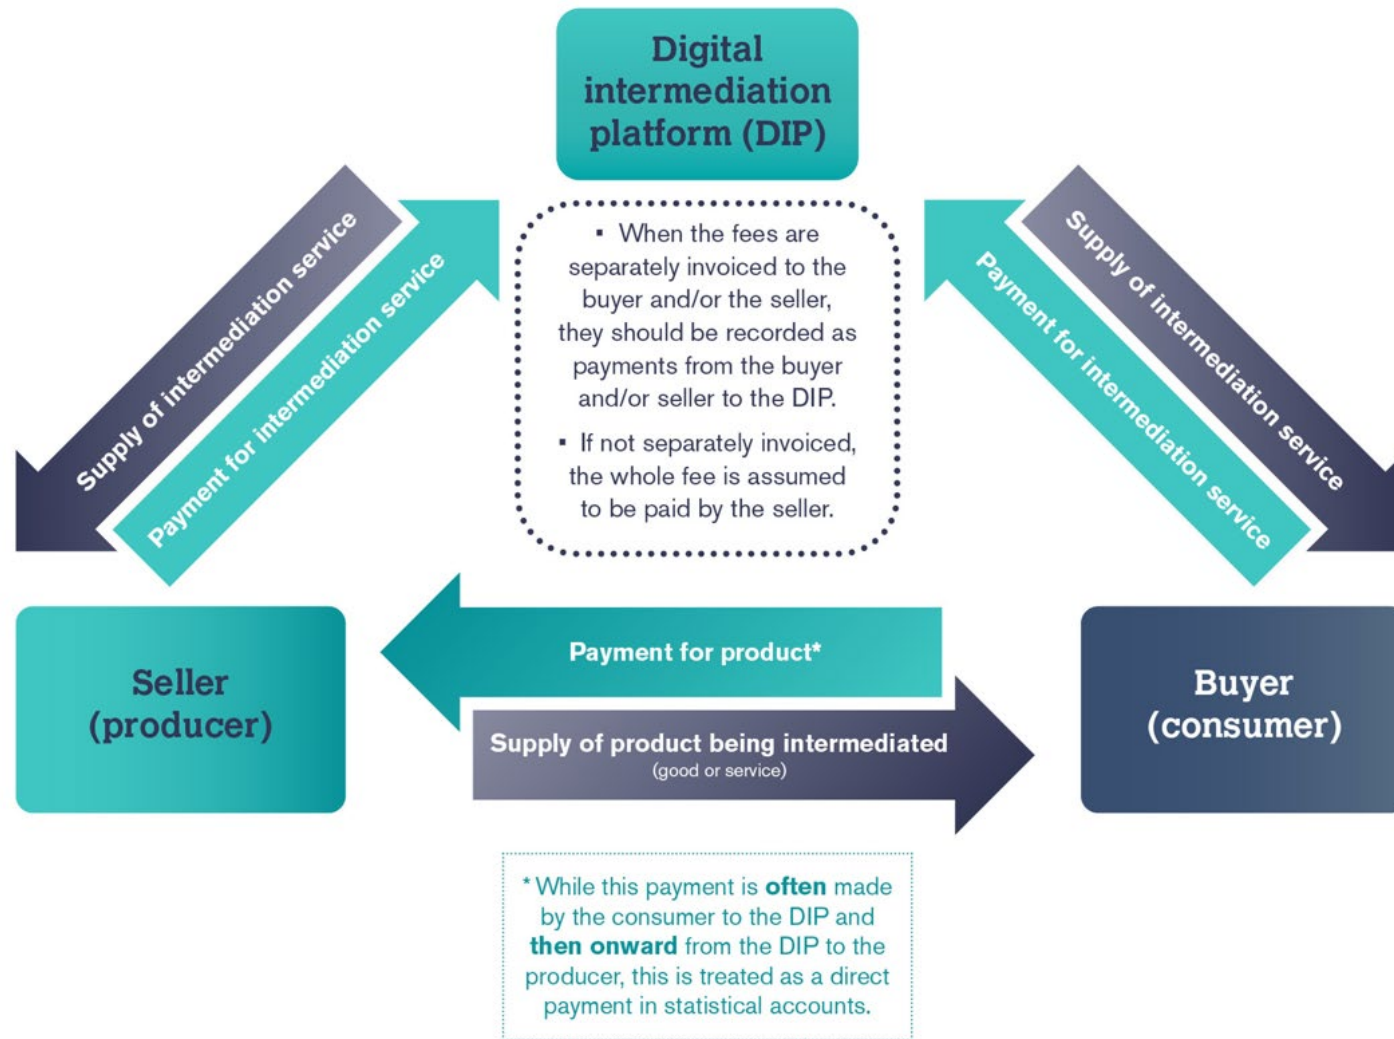 Digital
intermediation
platform (DIP)
Supply of intermediation service
Payment for intermediation service
▪ When the fees are
separately invoiced to the
buyer and/or the seller,
they should be recorded as
payments from the buyer
and/or seller to the DIP.
▪ If not separately invoiced,
the whole fee is assumed
to be paid by the seller.
Supply of intermediation service
Payment for intermediation service
Seller
(producer)
Payment for product*
Supply of product being intermediated
(good or service)
Buyer
(consumer)
* While this payment is often made
by the consumer to the DIP and
then onward from the DIP to the
producer, this is treated as a direct
payment in statistical accounts.